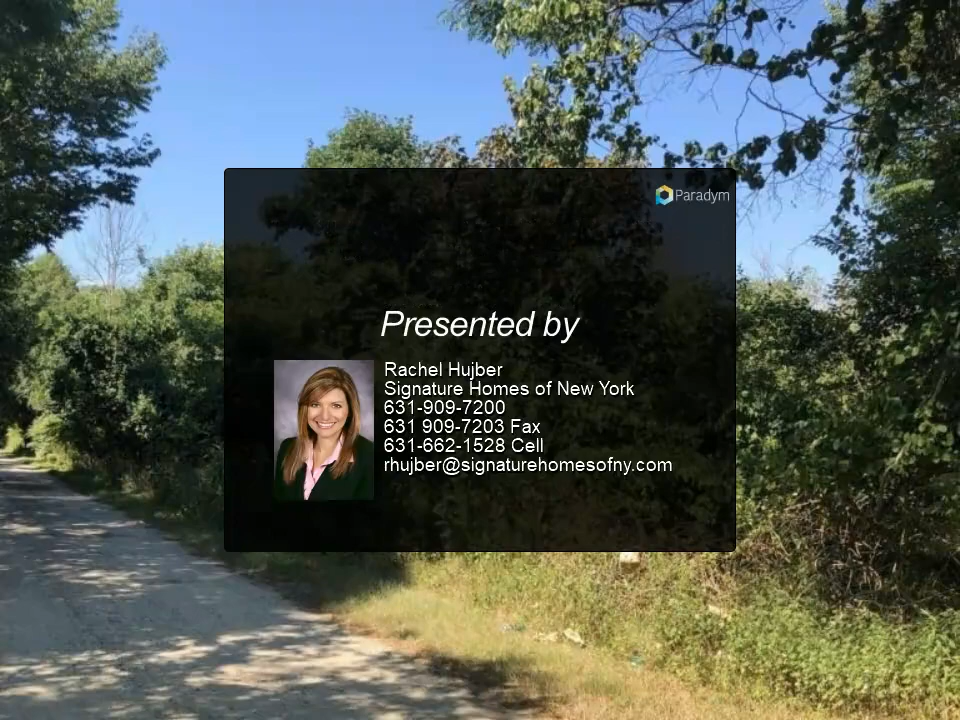 Paradym
Presented by
Rachel Hujber
Signature Homes of New York
631-909-7200
631 909-7203 Fax
631-662-1528 Cell
rhujber@signaturehomesofny.com